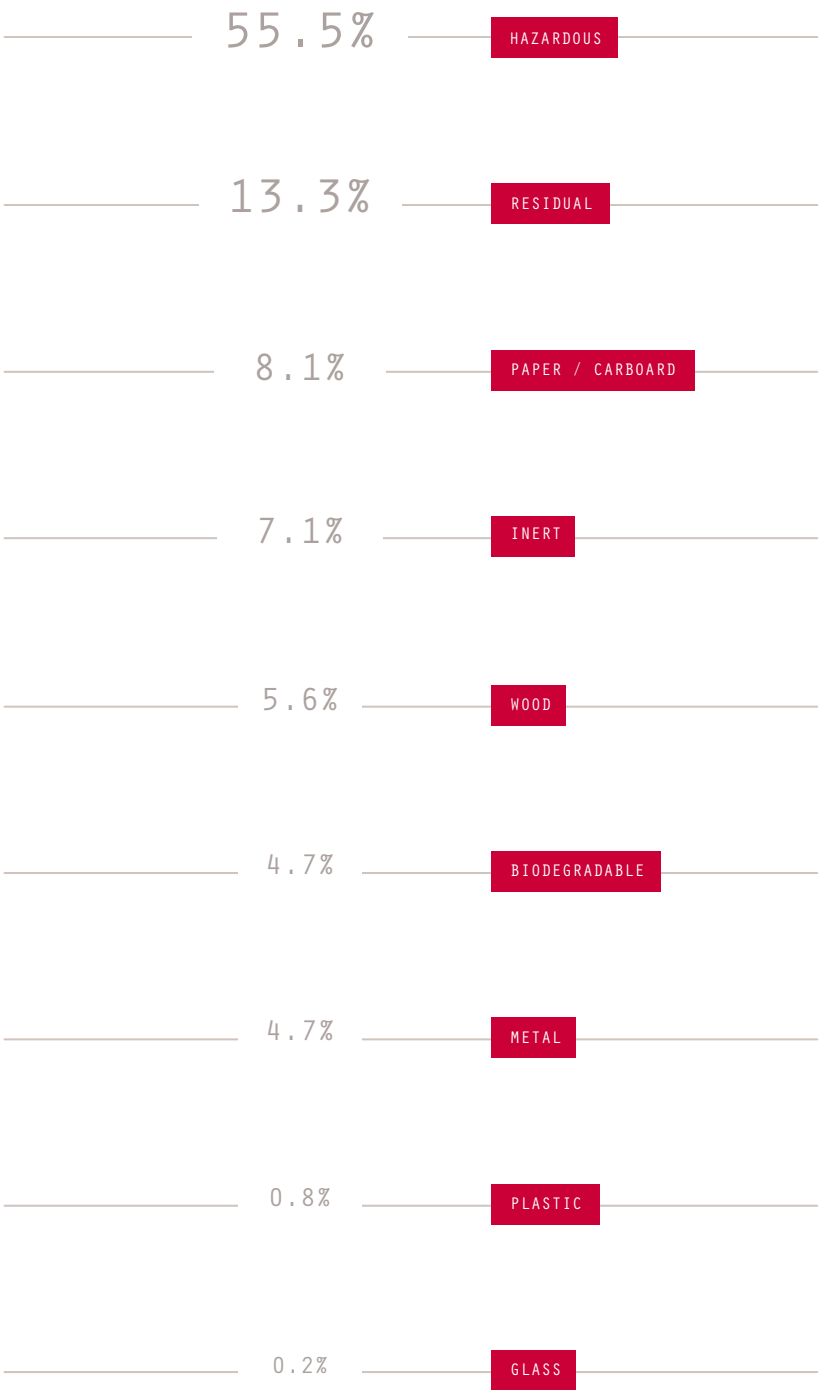 55.5% HAZARDOUS
13.3% RESIDUAL
8.1% PAPER / CARBOARD
7.1% INERT
5.6% WOOD
4.7% BIODEGRADABLE
4.7% METAL
0.8% PLASTIC
0.2% GLASS